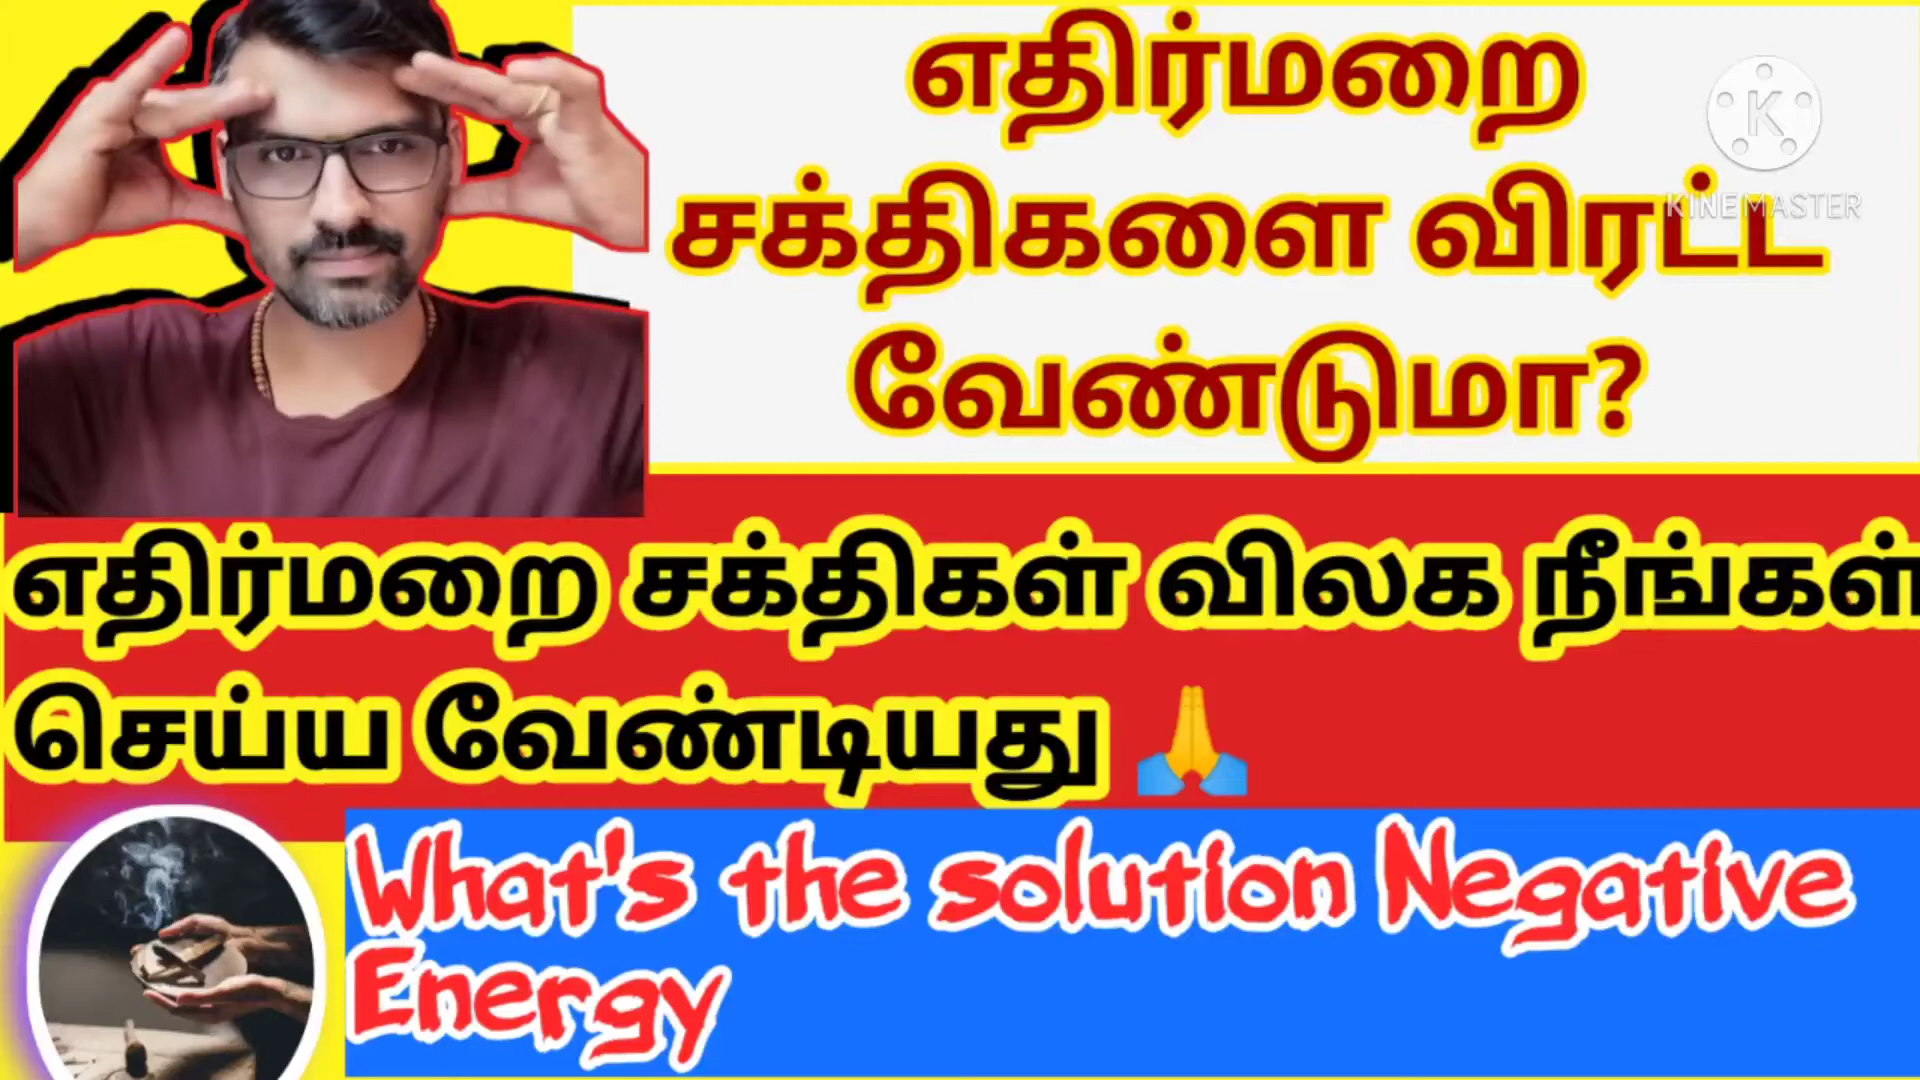 எதிர்மறை
சக்திகளை விரட்ட
வேண்டுமா?
K
KINEMASTER
எதிர்மறை சக்திகள் விலக நீங்கள்
செய்ய வேண்டியது 🙏
What's the solution Negative
Energy